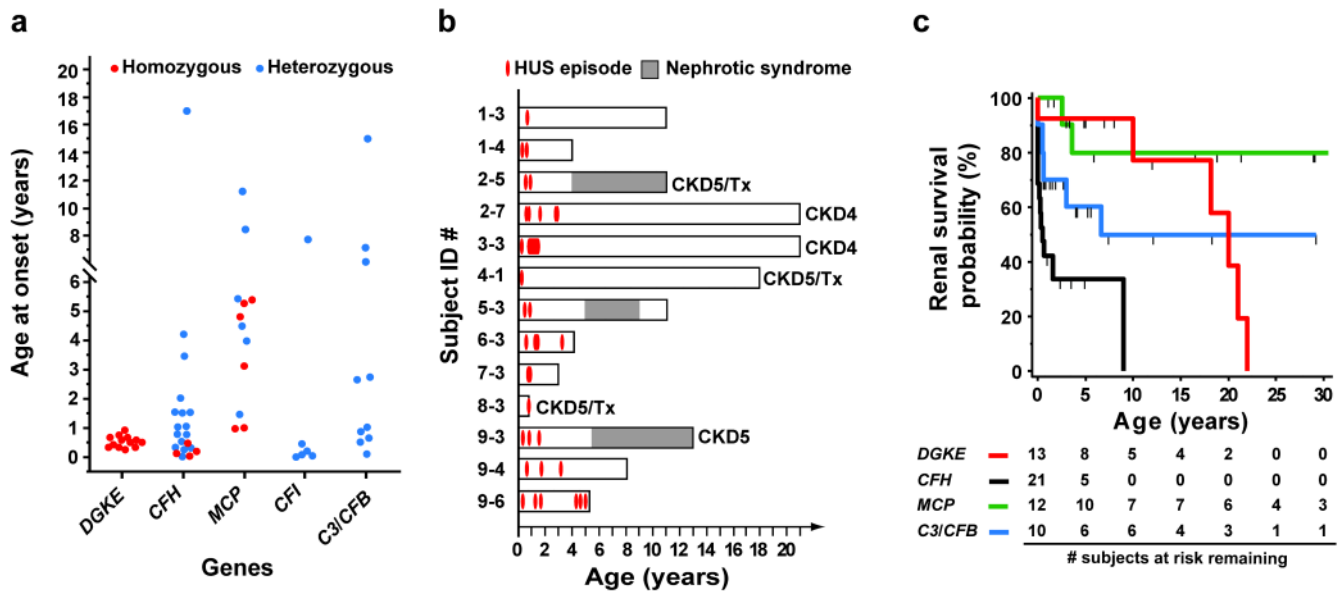 a
Homozygous Heterozygous
Age at onset (years)
20
18
16
14
12
10
8
6
5
4
3
2
1
0
DGKE CFH MCP CFI C3/CFB
Genes
b
HUS episode Nephrotic syndrome
Subject ID #
1-3
1-4
2-5 CKD5/Tx
2-7 CKD4
3-3 CKD4
4-1 CKD5/Tx
5-3
6-3
7-3
8-3 CKD5/Tx
9-3 CKD5
9-4
9-6
0 2 4 6 8 10 12 14 16 18 20
Age (years)
c
Renal survival
probability (%)
100
80
60
40
20
0
0 5 10 15 20 25 30
Age (years)
DGKE 13 8 5 4 2 0 0
CFH 21 5 0 0 0 0 0
MCP 12 10 7 7 6 4 3
C3/CFB 10 6 6 4 3 1 1
# subjects at risk remaining